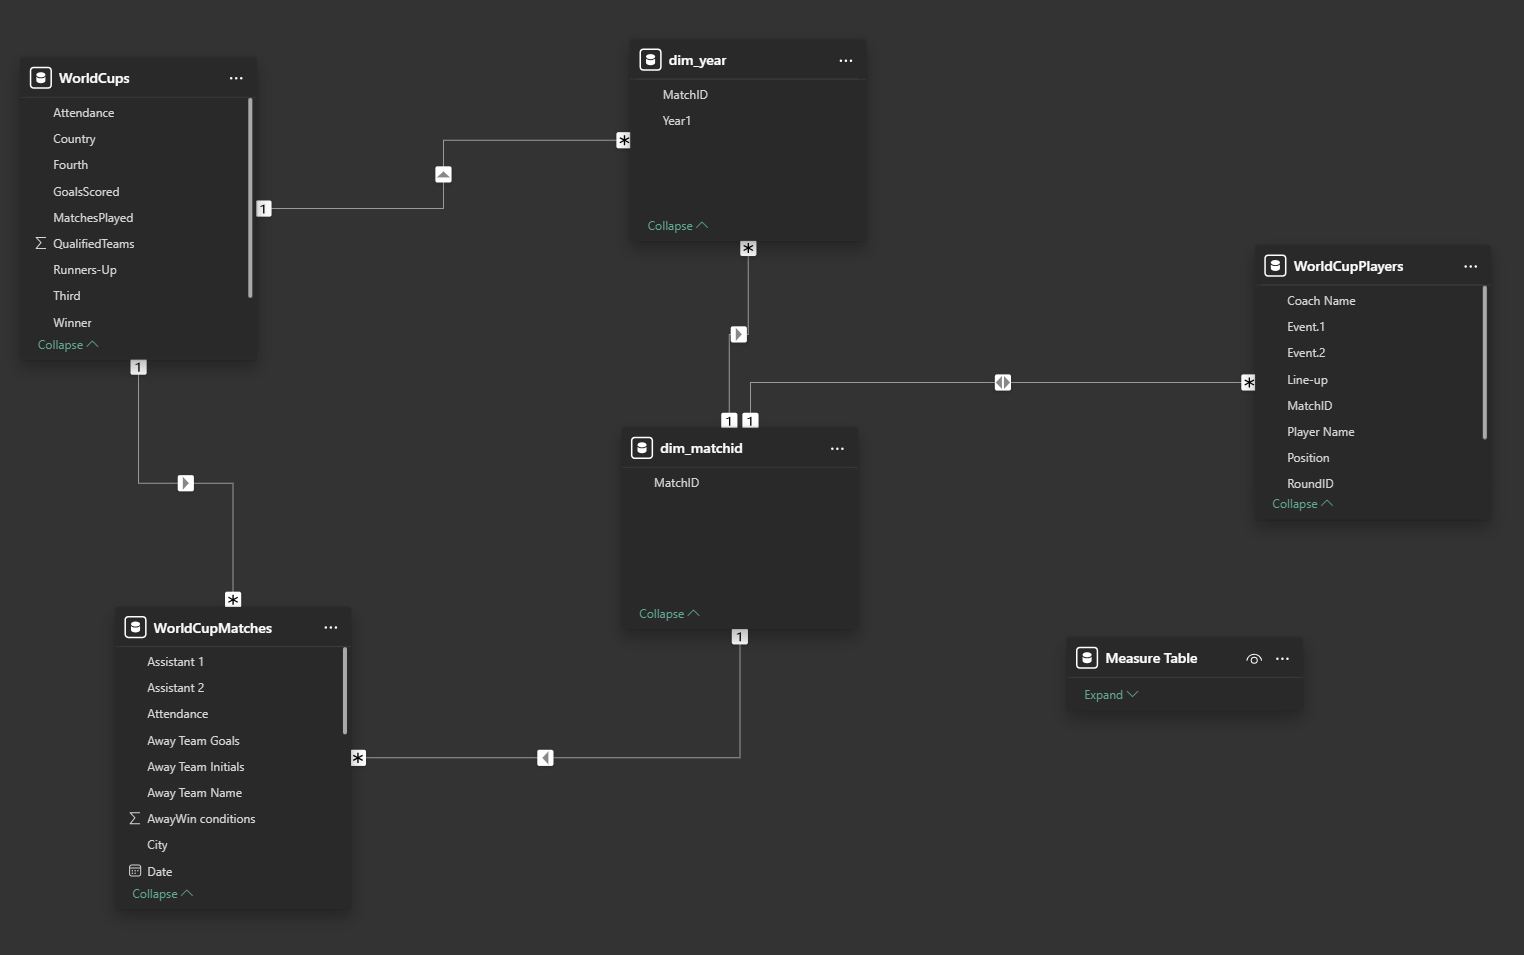 WorldCups
Attendance
Country
Fourth
GoalsScored
MatchesPlayed
QualifiedTeams
Runners-Up
Third
Winner
Collapse
1
1
dim_year
MatchID
Year1
Collapse
*
*
WorldCupPlayers
Coach Name
Event.1
Event.2
Line-up
MatchID
Player Name
Position
RoundID
Collapse
*
1
1
dim_matchid
MatchID
Collapse
1
*
WorldCupMatches
Assistant 1
Assistant 2
Attendance
Away Team Goals
Away Team Initials
Away Team Name
AwayWin conditions
City
Date
Collapse
*
Measure Table
Expand